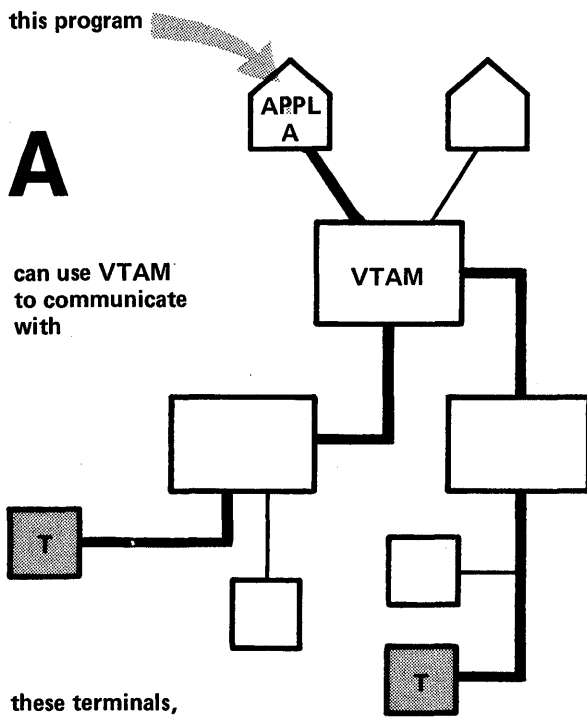 this program
APPL
A
A
can use VTAM
to communicate
with
VTAM
T
T
these terminals,